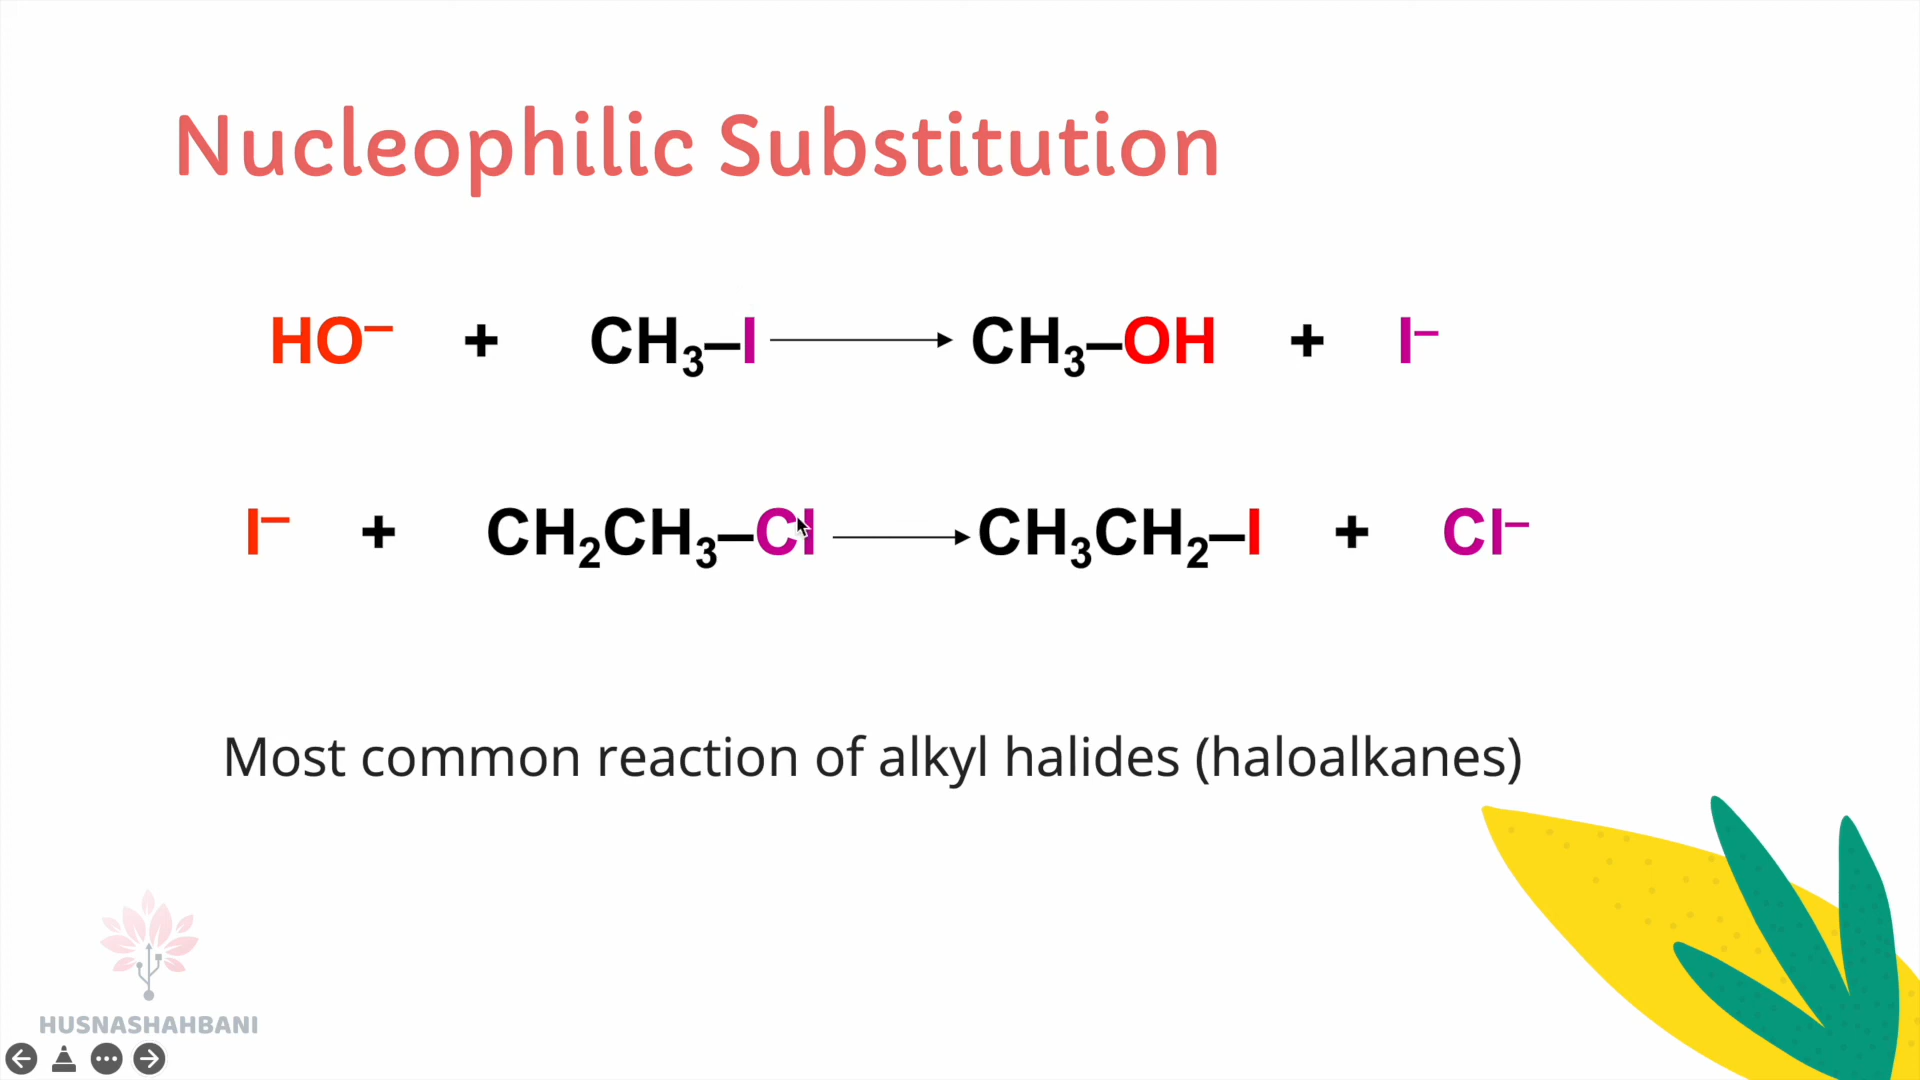 Nucleophilic Substitution
HO⁻ + CH₃–I ⟶ CH₃–OH + I⁻
I⁻ + CH₂CH₃–Cl ⟶ CH₃CH₂–I + Cl⁻
Most common reaction of alkyl halides (haloalkanes)
HUSNASHAHBANI